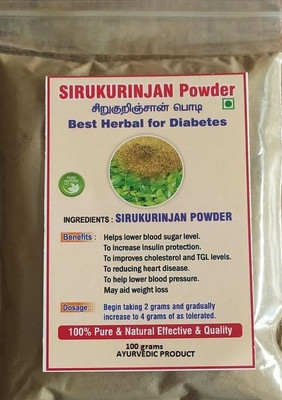 SIRUKURINJAN Powder
சிறுகுறிஞ்சான் பொடி
Best Herbal for Diabetes
INGREDIENTS : SIRUKURINJAN POWDER
Benefits : Helps lower blood sugar level.
To increase Insulin protection.
To improves cholesterol and TGL levels.
To reducing heart disease.
To help lower blood pressure.
May aid weight loss
Dosage : Begin taking 2 grams and gradually
increase to 4 grams of as tolerated.
100% Pure & Natural Effective & Quality
100 grams
AYURVEDIC PRODUCT